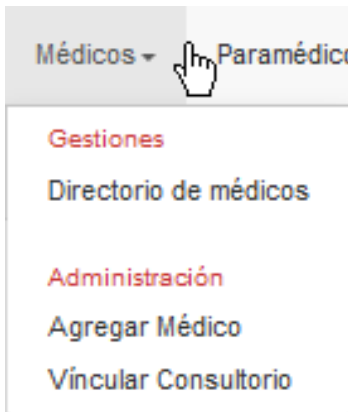 Médicos Paramédico
Gestiones
Directorio de médicos
Administración
Agregar Médico
Víncular Consultorio